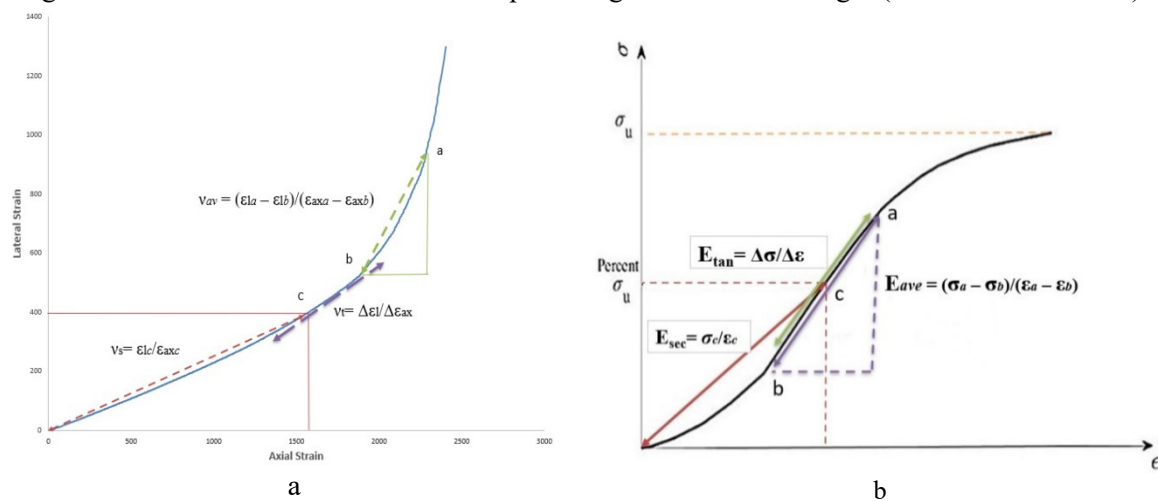 1400
1200
1000
800
600
400
200
0
Lateral Strain
0
500
1000
1500
2000
2500
3000
Axial Strain
a
b
c
νav = (εla − εlb)/(εaxa − εaxb)
νt= Δεl/Δεax
νs= εlc/εaxc
a
σ
σu
Percent
σu
a
Etan= Δσ/Δε
c
Eave = (σa − σb)/(εa − εb)
Esec= σc/εc
b
ϵ
b